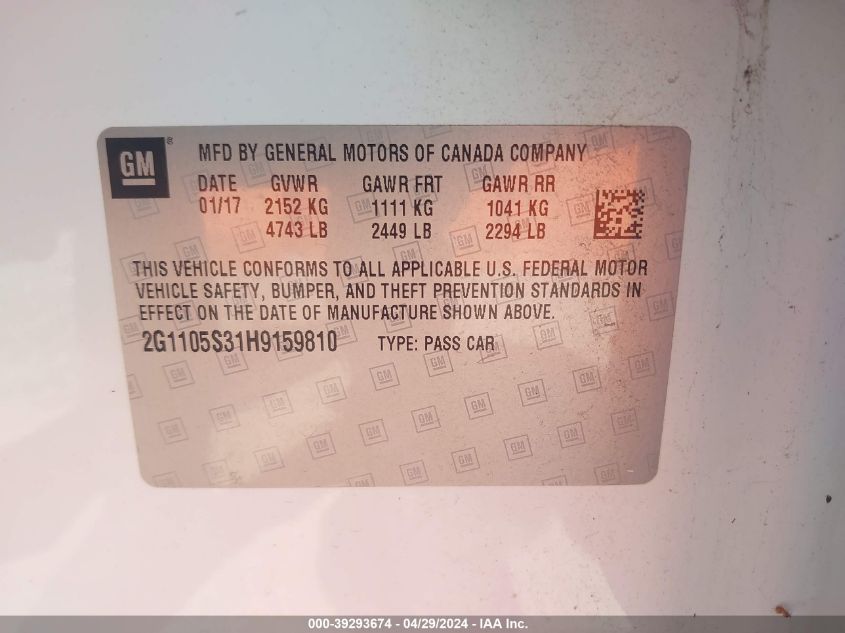 GM ® MFD BY GENERAL MOTORS OF CANADA COMPANY
DATE GVWR GAWR FRT GAWR RR
01/17 2152 KG 1111 KG 1041 KG
4743 LB 2449 LB 2294 LB
THIS VEHICLE CONFORMS TO ALL APPLICABLE U.S. FEDERAL MOTOR
VEHICLE SAFETY, BUMPER, AND THEFT PREVENTION STANDARDS IN
EFFECT ON THE DATE OF MANUFACTURE SHOWN ABOVE.
2G1105S31H9159810 TYPE: PASS CAR
000-39293674 - 04/29/2024 - IAA Inc.